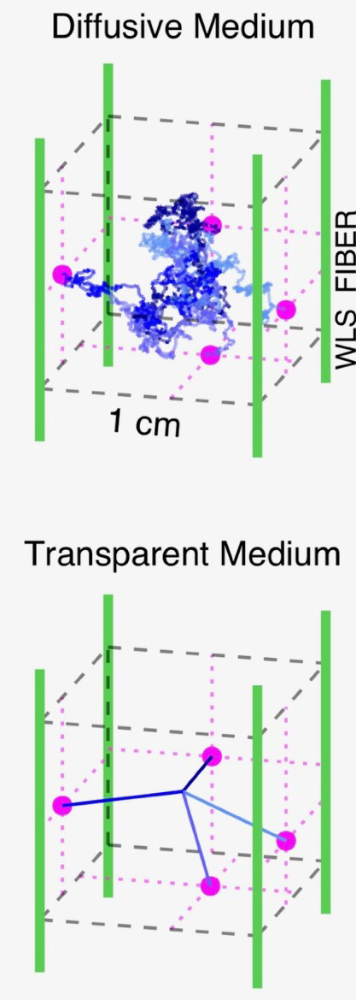 Diffusive Medium
WLS FIBER
1 cm
Transparent Medium